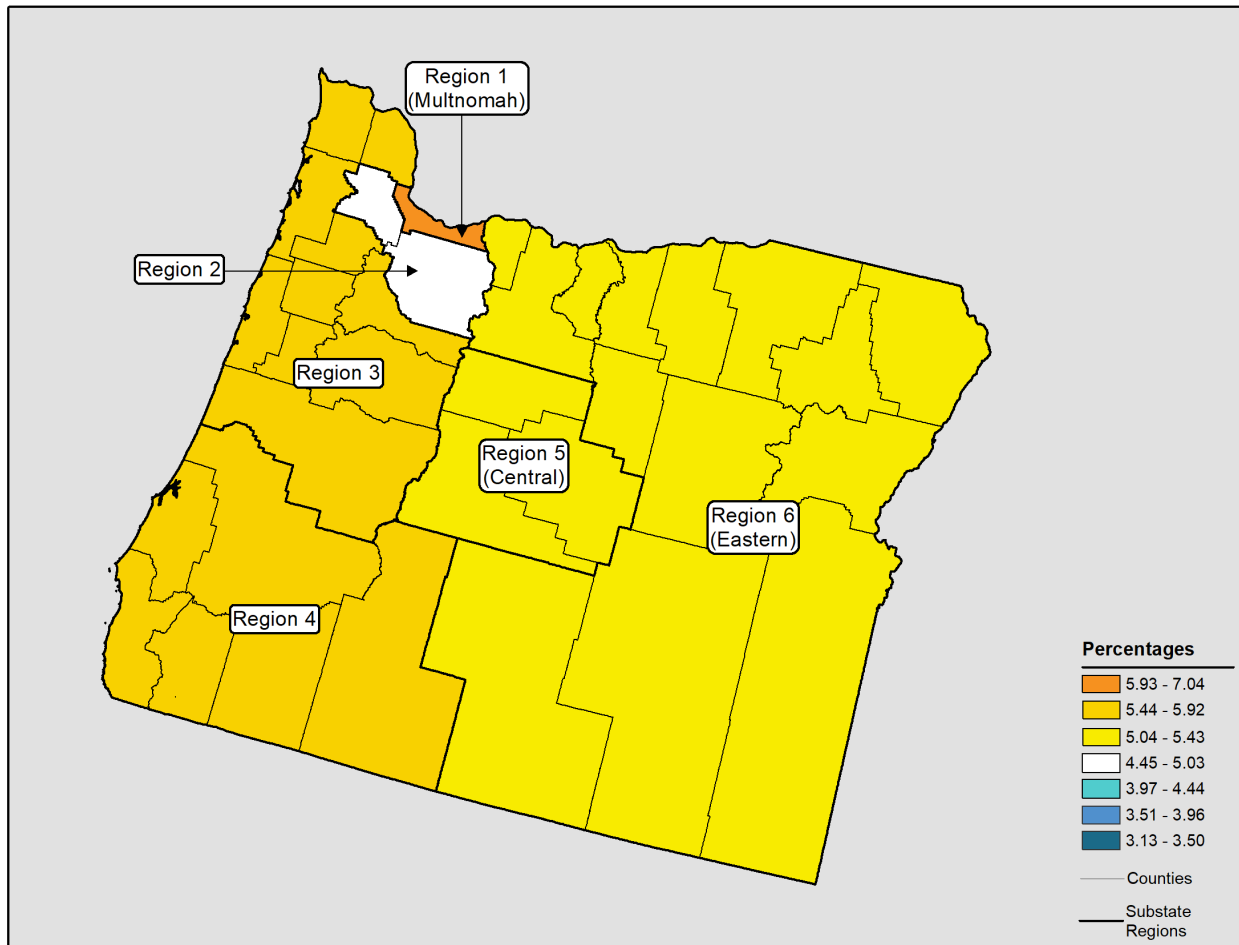 Region 1
(Multnomah)
Region 2
Region 3
Region 5
(Central)
Region 6
(Eastern)
Region 4
Percentages
5.93 - 7.04
5.44 - 5.92
5.04 - 5.43
4.45 - 5.03
3.97 - 4.44
3.51 - 3.96
3.13 - 3.50
Counties
Substate
Regions